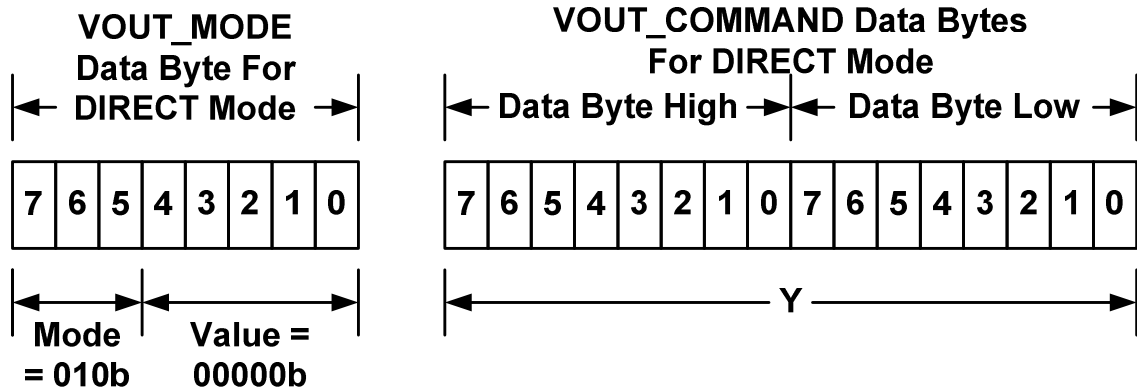 VOUT_MODE
Data Byte For
DIRECT Mode
7 6 5 4 3 2 1 0
Mode
= 010b
Value =
00000b
VOUT_COMMAND Data Bytes
For DIRECT Mode
Data Byte High Data Byte Low
7 6 5 4 3 2 1 0 7 6 5 4 3 2 1 0
Y